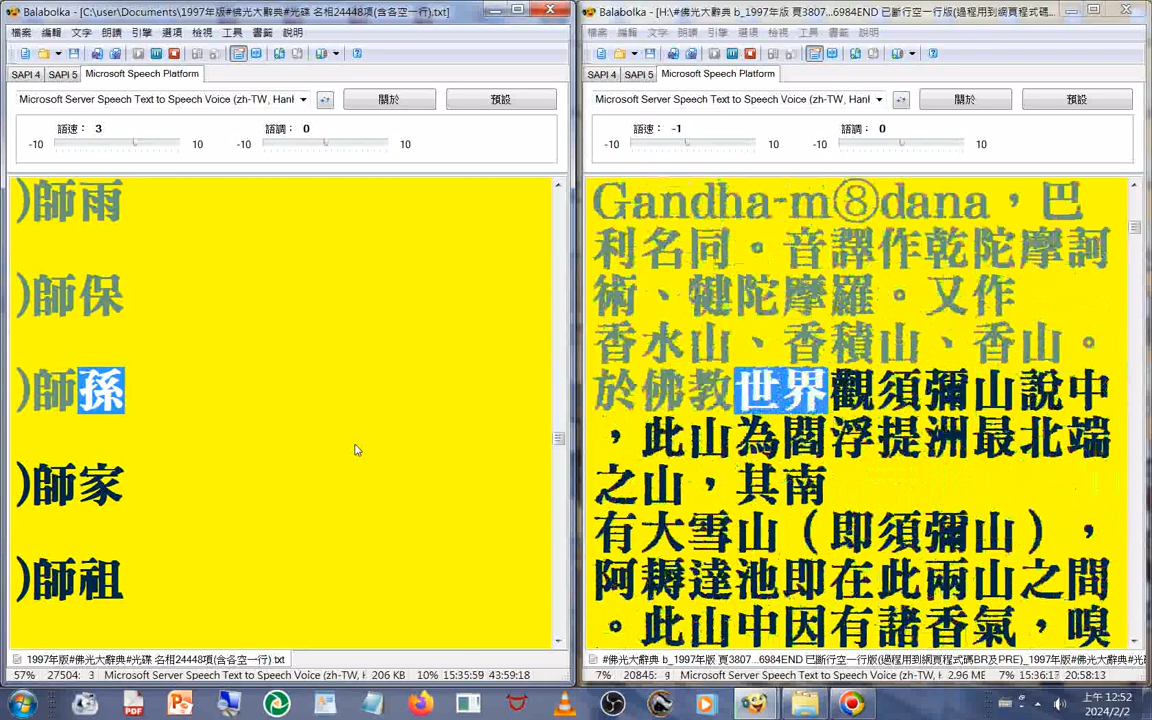 Balabolka - [C:\user\Documents\1997年版#佛光大辭典#光碟 名相24448項(含各空一行).txt]
檔案 編輯 文字 朗讀 引擎 選項 檢視 工具 書籤 說明
SAPI 4 SAPI 5 Microsoft Speech Platform
Microsoft Server Speech Text to Speech Voice (zh-TW, Hanl 關於 預設
語速： 3 語調： 0
-10 10 -10 10
)師雨
)師保
)師孫
)師家
)師祖
1997年版#佛光大辭典#光碟 名相24448項(含各空一行).txt
57% 27504: 3 Microsoft Server Speech Text to Speech Voice (zh-TW, H 206 KB 10% 15:35:59 43:59:18
Balabolka - [H:\#佛光大辭典 b_1997年版 頁3807...6984END 已斷行空一行版(過程用到網頁程式碼...
檔案 編輯 文字 朗讀 引擎 選項 檢視 工具 書籤 說明
SAPI 4 SAPI 5 Microsoft Speech Platform
Microsoft Server Speech Text to Speech Voice (zh-TW, Hanl 關於 預設
語速： -1 語調： 0
-10 10 -10 10
Gandha-m⑧dana，巴
利名同。音譯作乾陀摩訶
術、犍陀摩羅。又作
香水山、香積山、香山。
於佛教世界觀須彌山說中
，此山為閻浮提洲最北端
之山，其南
有大雪山（即須彌山），
阿耨達池即在此兩山之間
。此山中因有諸香氣，嗅
#佛光大辭典 b_1997年版 頁3807...6984END 已斷行空一行版(過程用到網頁程式碼BR及PRE)_1997年版#光
7% 20845: Microsoft Server Speech Text to Speech Voice (zh-TW, H 2.96 ME 7% 15:36:13 20:58:13
上午 12:52
2024/2/2